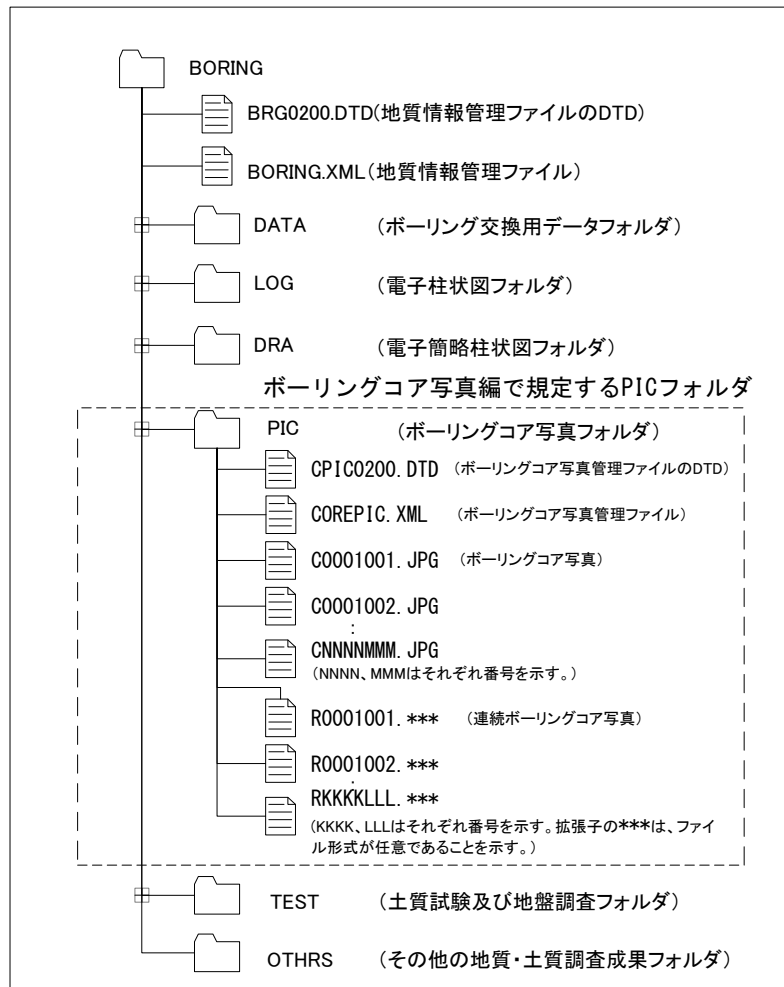 BORING
BRG0200.DTD(地質情報管理ファイルのDTD)
BORING.XML(地質情報管理ファイル)
DATA (ボーリング交換用データフォルダ)
LOG (電子柱状図フォルダ)
DRA (電子簡略柱状図フォルダ)
ボーリングコア写真編で規定するPICフォルダ
PIC (ボーリングコア写真フォルダ)
CPIC0200.DTD (ボーリングコア写真管理ファイルのDTD)
COREPIC.XML (ボーリングコア写真管理ファイル)
C0001001.JPG (ボーリングコア写真)
C0001002.JPG
:
CNNNNMMM.JPG
(NNNN、MMMはそれぞれ番号を示す。)
R0001001.*** (連続ボーリングコア写真)
R0001002.***
:
RKKKKLLL.***
(KKKK、LLLはそれぞれ番号を示す。拡張子の***は、ファイ
ル形式が任意であることを示す。)
TEST (土質試験及び地盤調査フォルダ)
OTHRS (その他の地質・土質調査成果フォルダ)